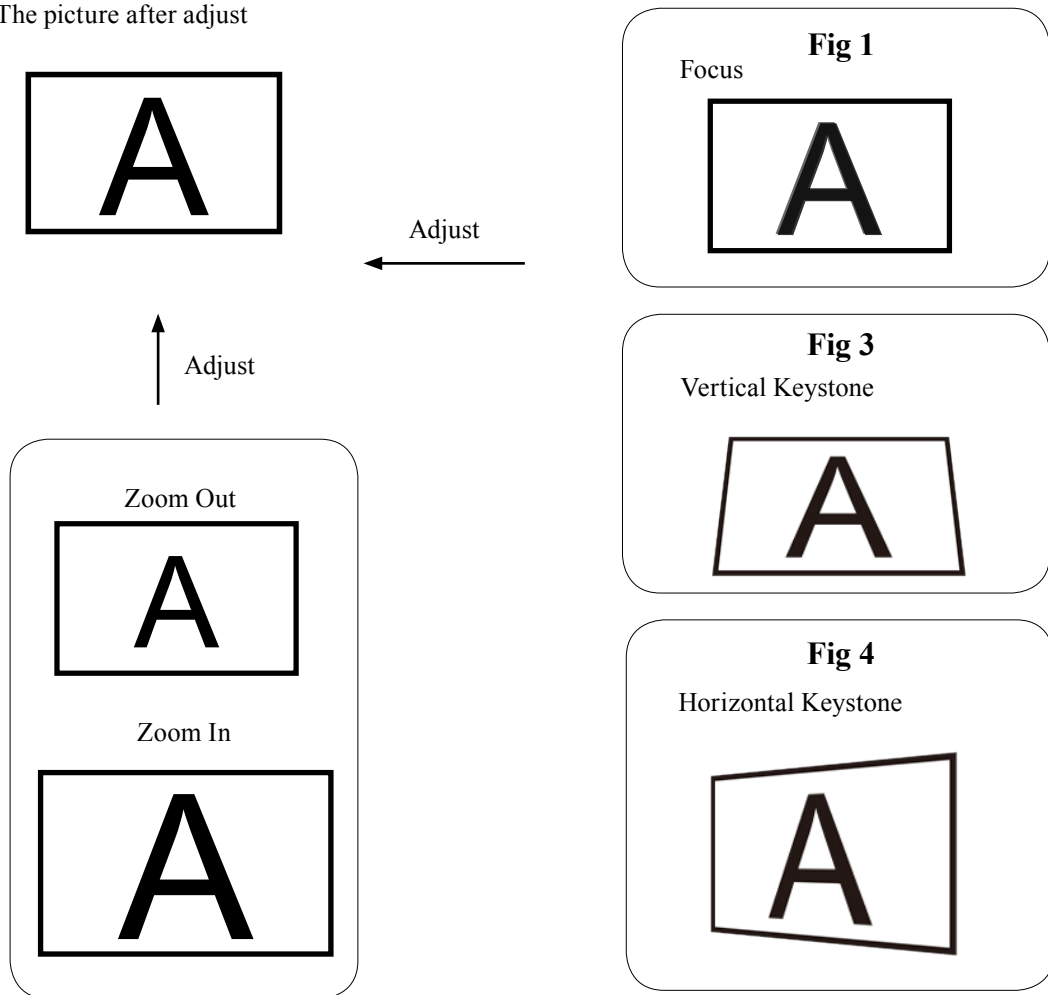 The picture after adjust
A
Adjust
Adjust
Zoom Out
A
Zoom In
A
Fig 1
Focus
A
Fig 3
Vertical Keystone
A
Fig 4
Horizontal Keystone
A